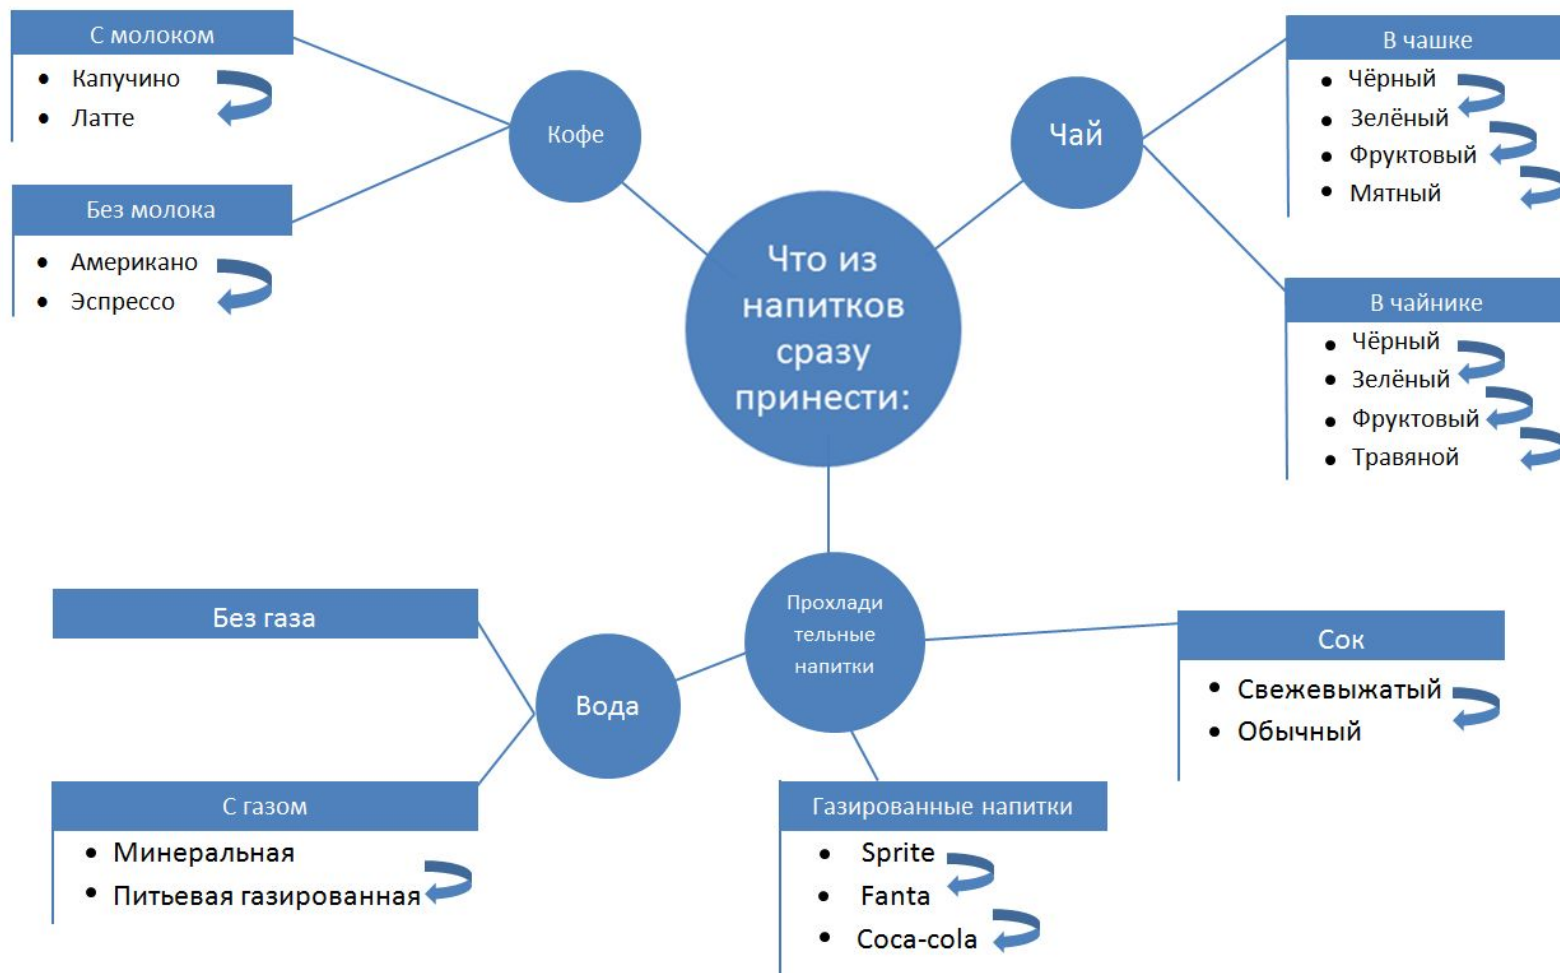 С молоком
Капучино
Латте
Без молока
Американо
Эспрессо
Кофе
Чай
В чашке
Чёрный
Зелёный
Фруктовый
Мятный
В чайнике
Чёрный
Зелёный
Фруктовый
Травяной
Что из
напитков
сразу
принести:
Прохлади
тельные
напитки
Вода
Без газа
С газом
Минеральная
Питьевая газированная
Газированные напитки
Sprite
Fanta
Coca-cola
Сок
Свежевыжатый
Обычный